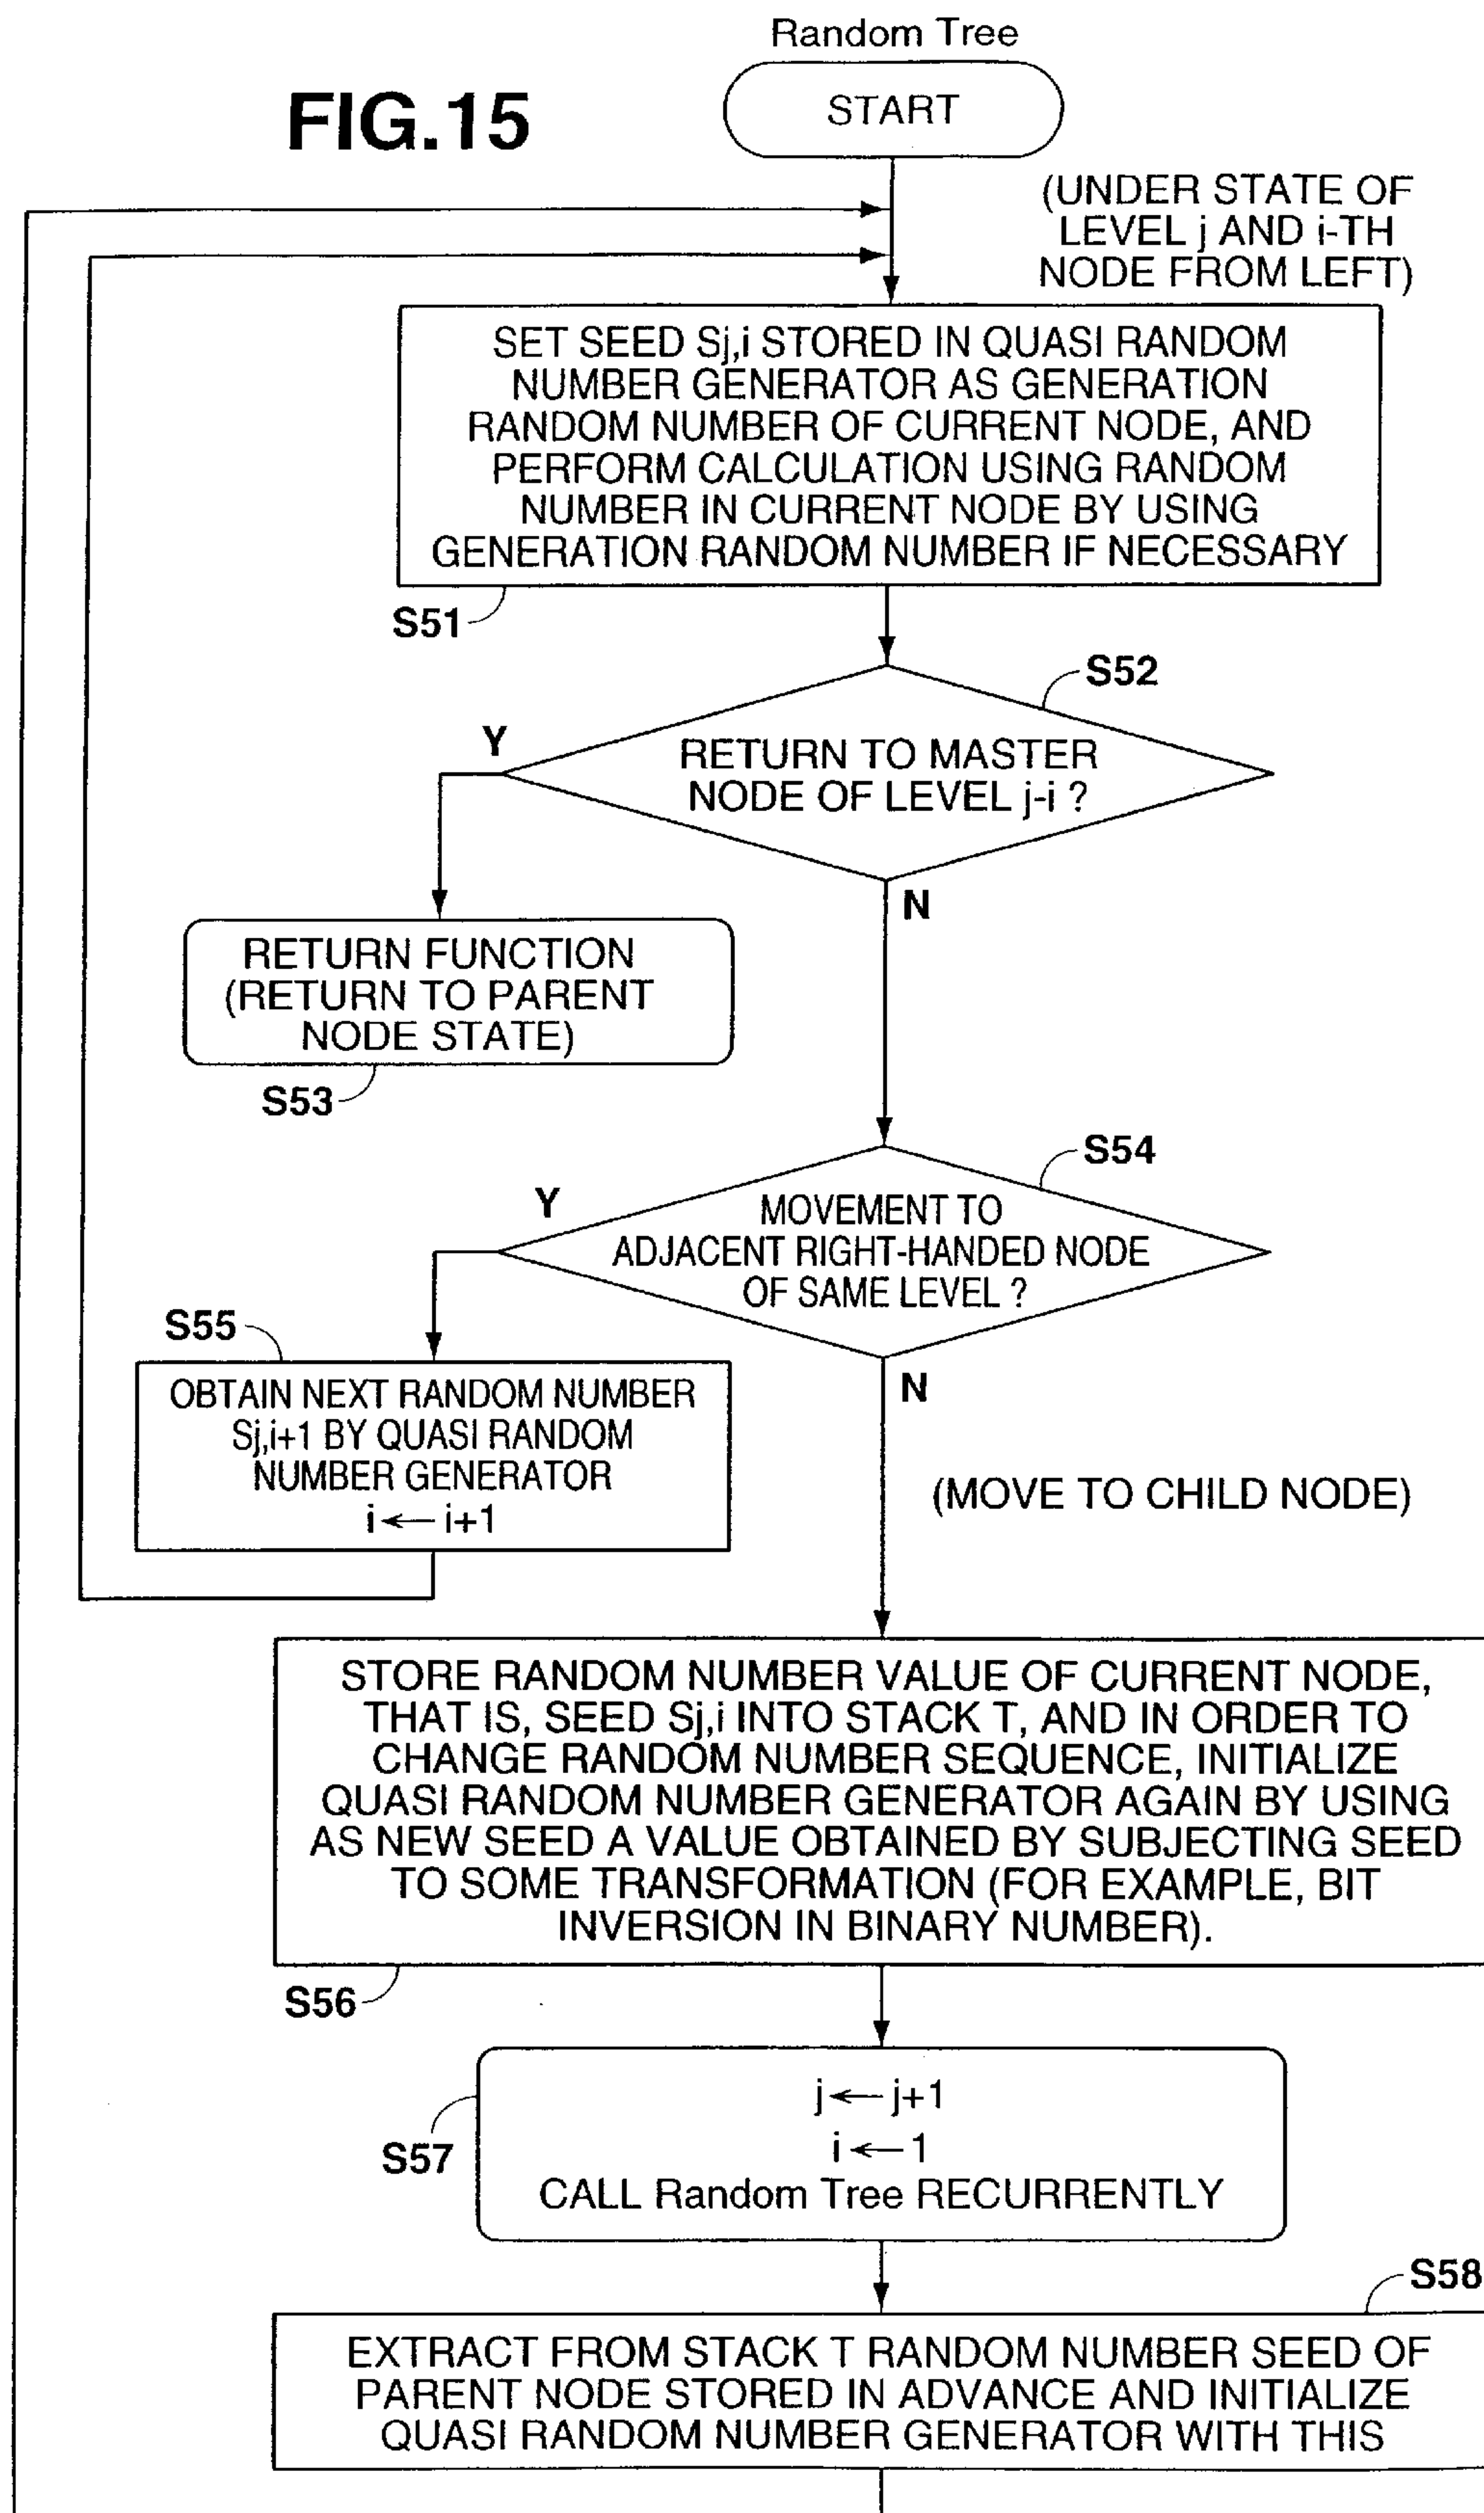 Random Tree
FIG.15
START
(UNDER STATE OF
LEVEL j AND i-TH
NODE FROM LEFT)
SET SEED Sj,i STORED IN QUASI RANDOM
NUMBER GENERATOR AS GENERATION
RANDOM NUMBER OF CURRENT NODE, AND
PERFORM CALCULATION USING RANDOM
NUMBER IN CURRENT NODE BY USING
GENERATION RANDOM NUMBER IF NECESSARY
S51
S52
Y
RETURN TO MASTER
NODE OF LEVEL j-i ?
N
RETURN FUNCTION
(RETURN TO PARENT
NODE STATE)
S53
S54
Y
MOVEMENT TO
ADJACENT RIGHT-HANDED NODE
OF SAME LEVEL ?
S55
N
OBTAIN NEXT RANDOM NUMBER
Sj,i+1 BY QUASI RANDOM
NUMBER GENERATOR
i ← i+1
(MOVE TO CHILD NODE)
STORE RANDOM NUMBER VALUE OF CURRENT NODE,
THAT IS, SEED Sj,i INTO STACK T, AND IN ORDER TO
CHANGE RANDOM NUMBER SEQUENCE, INITIALIZE
QUASI RANDOM NUMBER GENERATOR AGAIN BY USING
AS NEW SEED A VALUE OBTAINED BY SUBJECTING SEED
TO SOME TRANSFORMATION (FOR EXAMPLE, BIT
INVERSION IN BINARY NUMBER).
S56
j ← j+1
i ← 1
CALL Random Tree RECURRENTLY
S57
S58
EXTRACT FROM STACK T RANDOM NUMBER SEED OF
PARENT NODE STORED IN ADVANCE AND INITIALIZE
QUASI RANDOM NUMBER GENERATOR WITH THIS